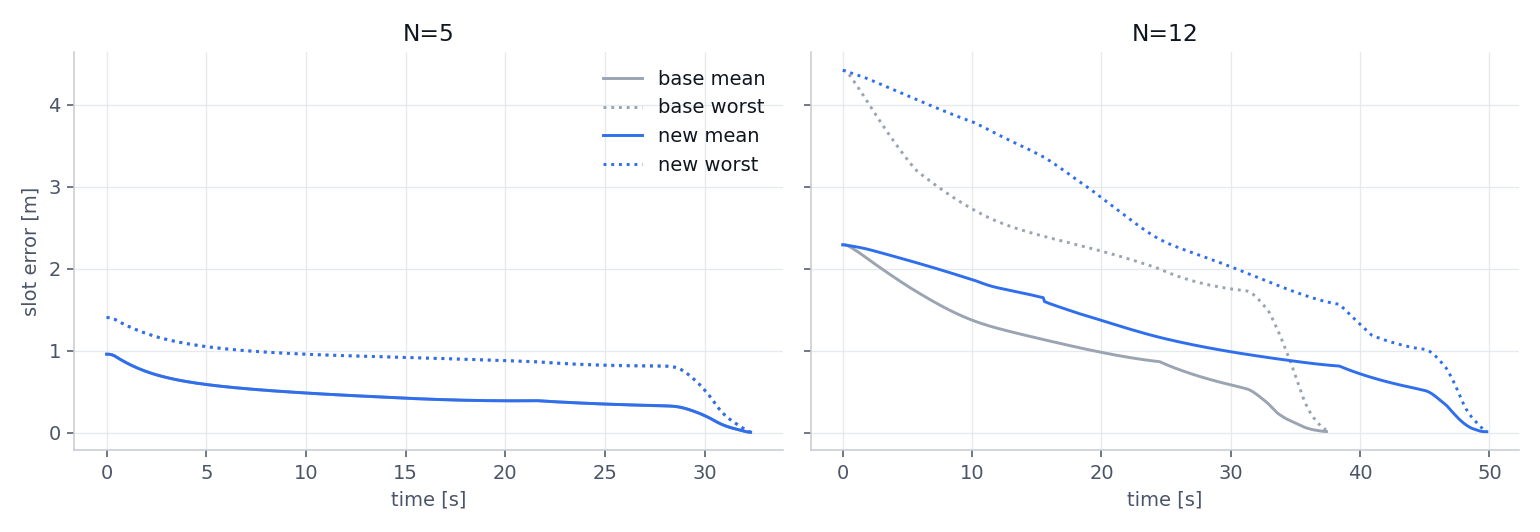 N=5
base mean
base worst
new mean
new worst
slot error [m]
4
3
2
1
0
0 5 10 15 20 25 30
time [s]
N=12
0 10 20 30 40 50
time [s]